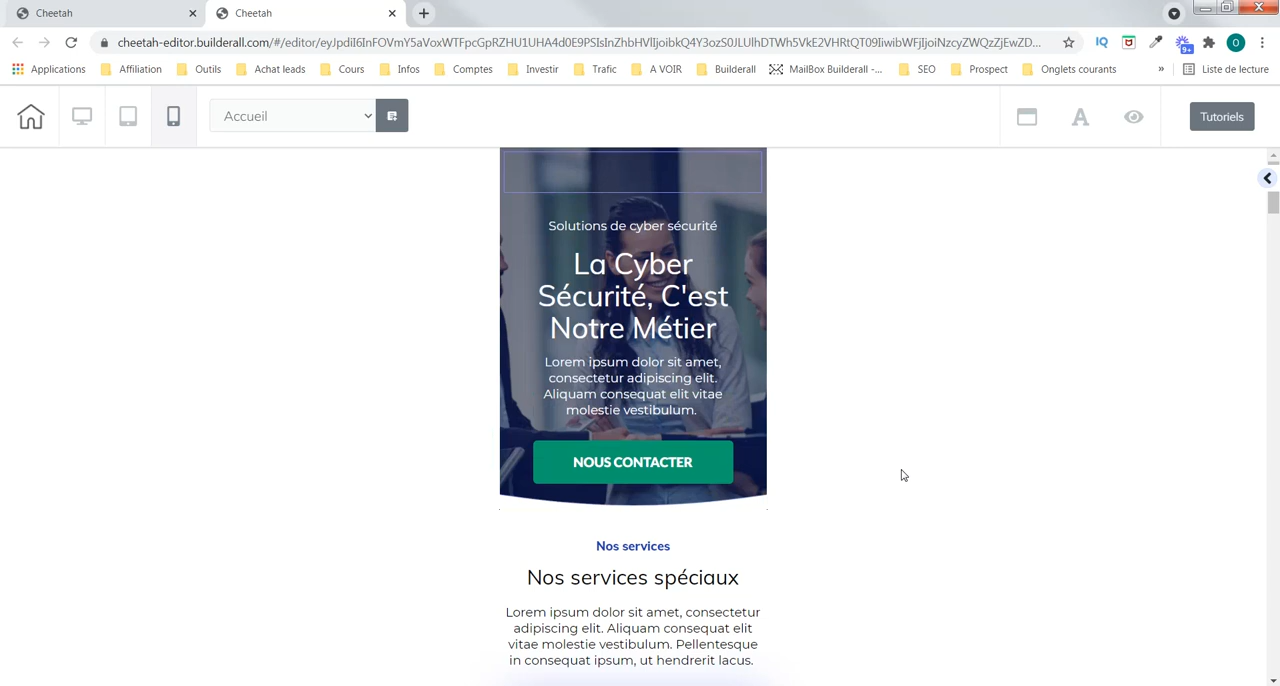 Cheetah
Cheetah
cheetah-editor.builderall.com/#/editor/
Applications Affiliation Outils Achat leads Cours Infos Comptes Investir Trafic A VOIR Builderall MailBox Builderall -... SEO Prospect Onglets courants » Liste de lecture
IQ
9+
O
Accueil
A
Tutoriels
Solutions de cyber sécurité
La Cyber
Sécurité, C'est
Notre Métier
Lorem ipsum dolor sit amet,
consectetur adipiscing elit.
Aliquam consequat elit vitae
molestie vestibulum.
NOUS CONTACTER
Nos services
Nos services spéciaux
Lorem ipsum dolor sit amet, consectetur
adipiscing elit. Aliquam consequat elit
vitae molestie vestibulum. Pellentesque
in consequat ipsum, ut hendrerit lacus.